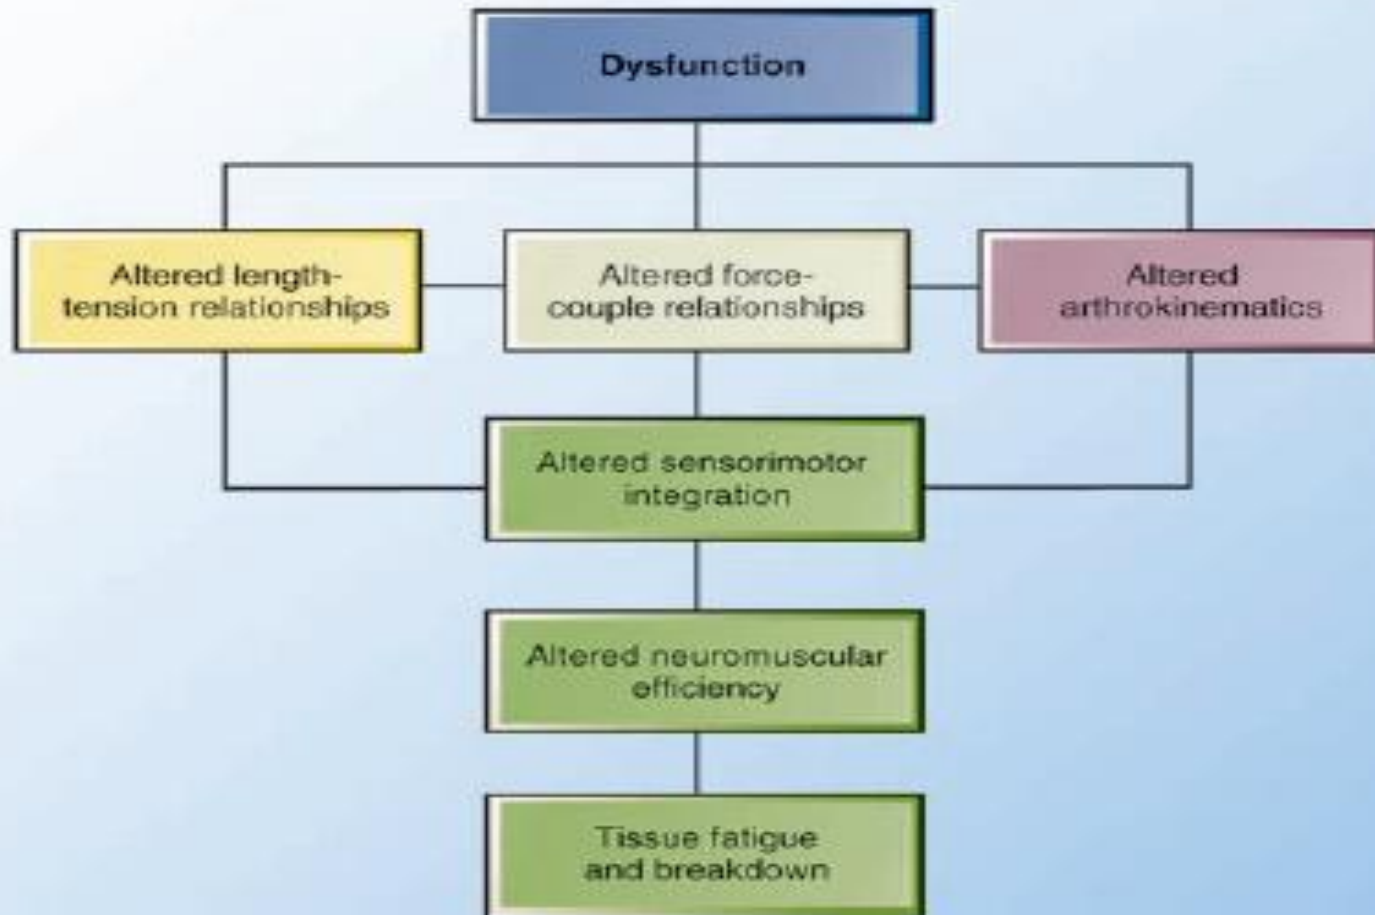 Dysfunction
Altered length-
tension relationships
Altered force-
couple relationships
Altered
arthrokinematics
Altered sensorimotor
integration
Altered neuromuscular
efficiency
Tissue fatigue
and breakdown